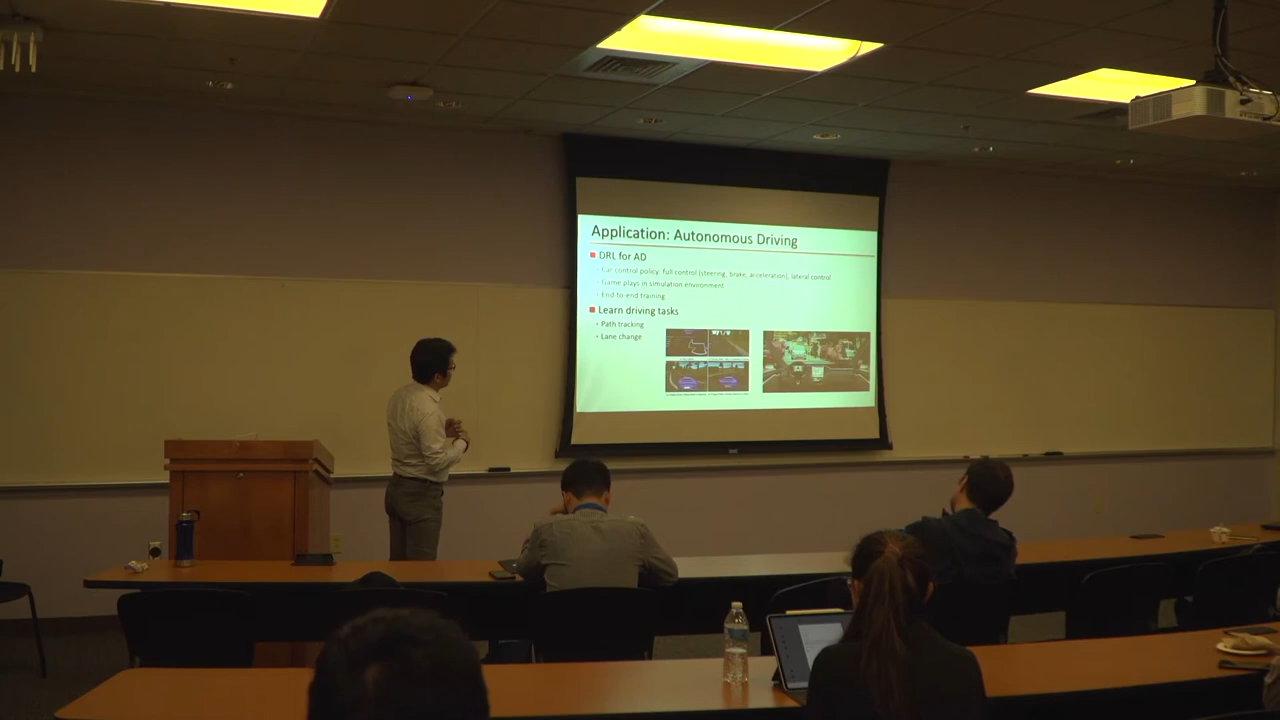 Application: Autonomous Driving
DRL for AD
Car control policy: full control (steering, brake, acceleration), lateral control
Game plays in simulation environment
End-to-end training
Learn driving tasks
Path tracking
Lane change